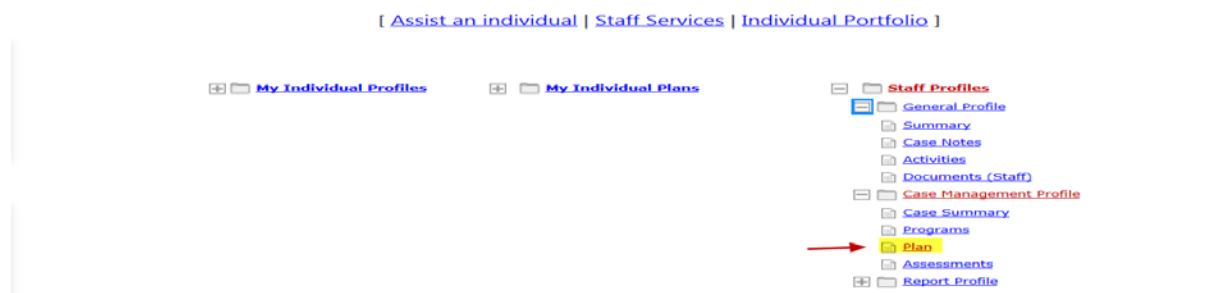 [ Assist an individual | Staff Services | Individual Portfolio ]
My Individual Profiles
My Individual Plans
Staff Profiles
General Profile
Summary
Case Notes
Activities
Documents (Staff)
Case Management Profile
Case Summary
Programs
Plan
Assessments
Report Profile